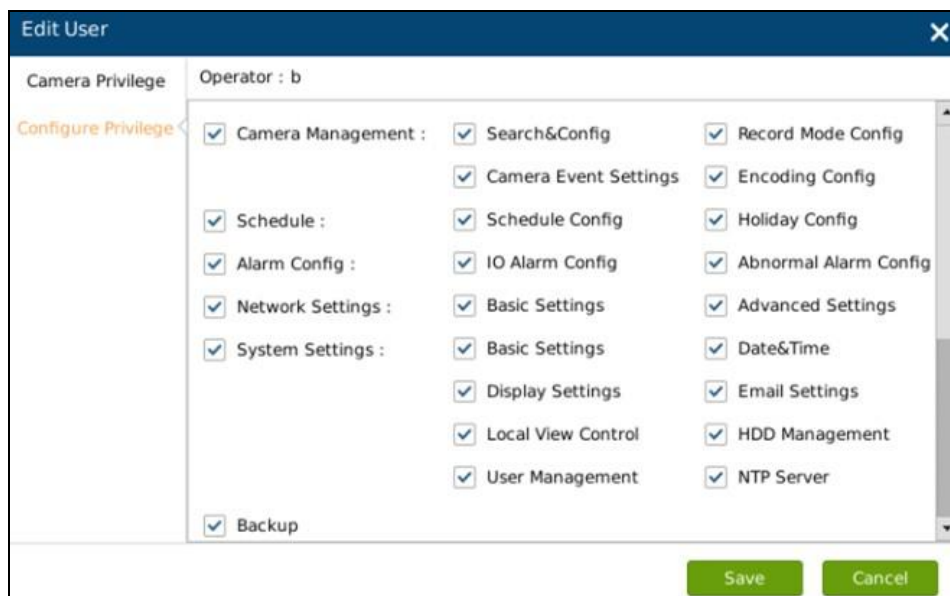 Edit User
Camera Privilege
Operator : b
Configure Privilege
Camera Management :
Search&Config
Record Mode Config
Camera Event Settings
Encoding Config
Schedule :
Schedule Config
Holiday Config
Alarm Config :
IO Alarm Config
Abnormal Alarm Config
Network Settings :
Basic Settings
Advanced Settings
System Settings :
Basic Settings
Date&Time
Display Settings
Email Settings
Local View Control
HDD Management
User Management
NTP Server
Backup
Save
Cancel